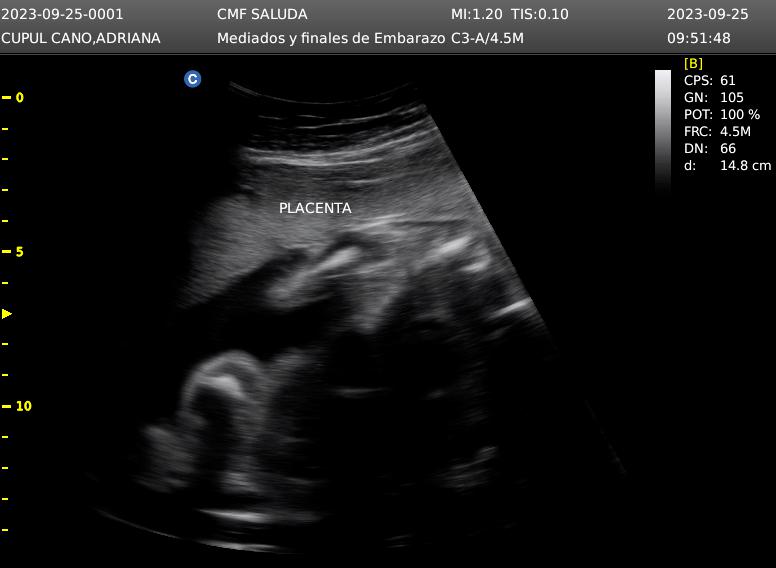 2023-09-25-0001 CMF SALUDA MI:1.20 TIS:0.10 2023-09-25
CUPUL CANO,ADRIANA Mediados y finales de Embarazo C3-A/4.5M 09:51:48
C
[B]
CPS: 61
GN: 105
POT: 100 %
FRC: 4.5M
DN: 66
d: 14.8 cm
0
PLACENTA
5
10